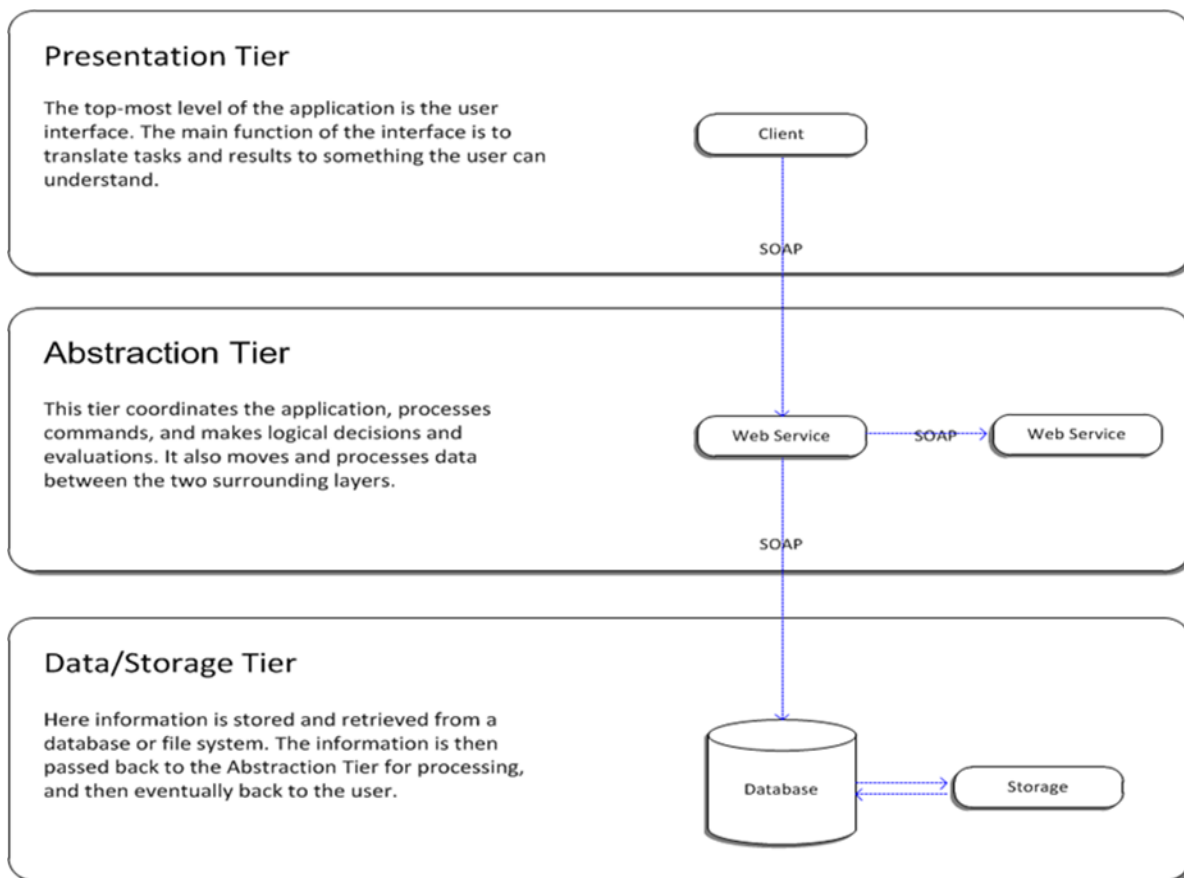 Presentation Tier
The top-most level of the application is the user
interface. The main function of the interface is to
translate tasks and results to something the user can
understand.
Client
SOAP
Abstraction Tier
This tier coordinates the application, processes
commands, and makes logical decisions and
evaluations. It also moves and processes data
between the two surrounding layers.
Web Service
SOAP
Web Service
SOAP
Data/Storage Tier
Here information is stored and retrieved from a
database or file system. The information is then
passed back to the Abstraction Tier for processing,
and then eventually back to the user.
Database
Storage